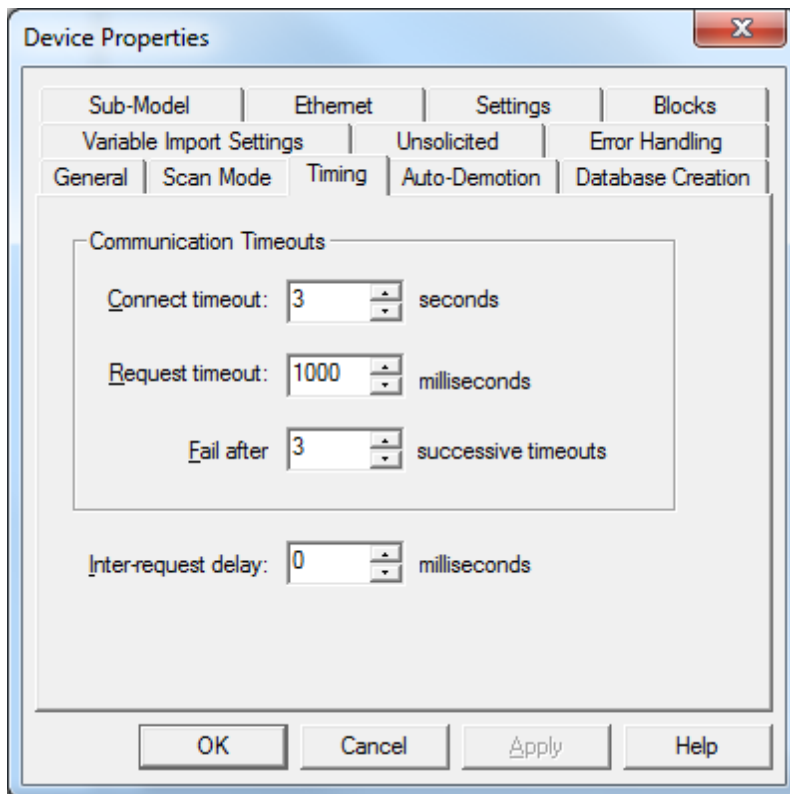 Device Properties
Sub-Model Ethernet Settings Blocks
Variable Import Settings Unsolicited Error Handling
General Scan Mode Timing Auto-Demotion Database Creation
Communication Timeouts
Connect timeout: 3 seconds
Request timeout: 1000 milliseconds
Fail after 3 successive timeouts
Inter-request delay: 0 milliseconds
OK Cancel Apply Help